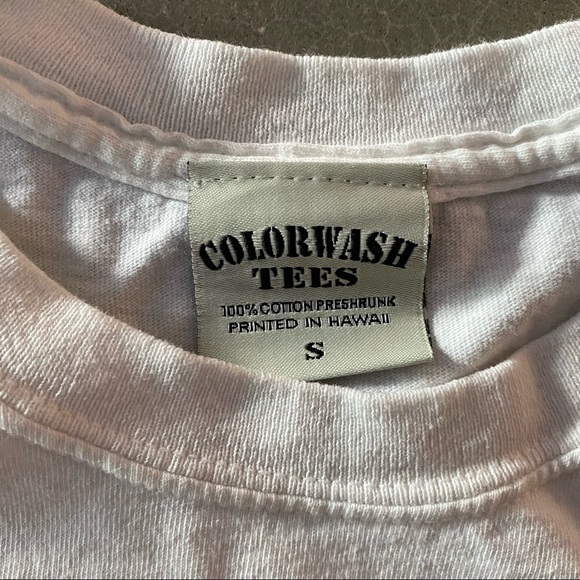 COLORWASH
TEES
100% COTTON PRESHRUNK
PRINTED IN HAWAII
S